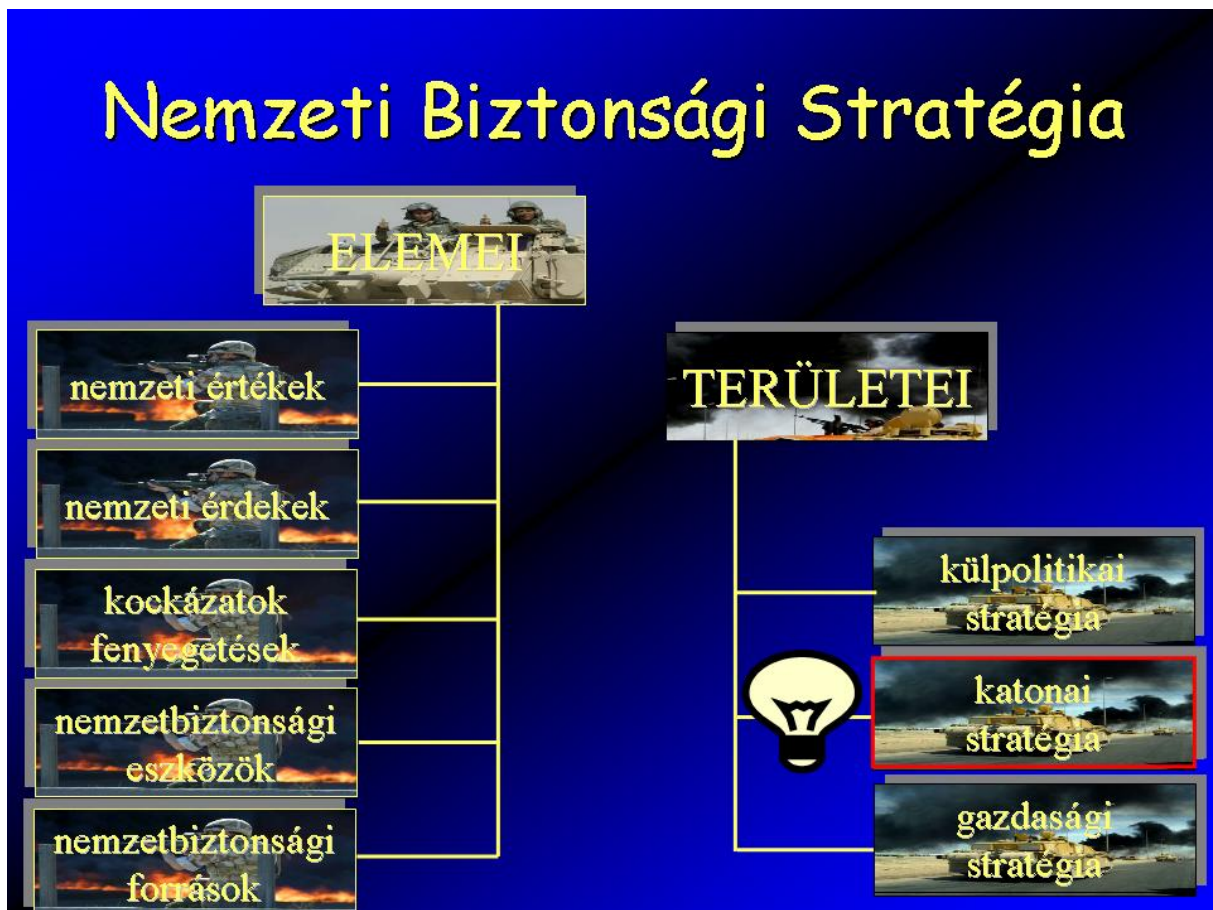 Nemzeti Biztonsági Stratégia
ELEMEI
nemzeti értékek
nemzeti érdekek
kockázatok
fenyegetések
nemzetbiztonsági
eszközök
nemzetbiztonsági
források
TERÜLETEI
külpolitikai
stratégia
katonai
stratégia
gazdasági
stratégia